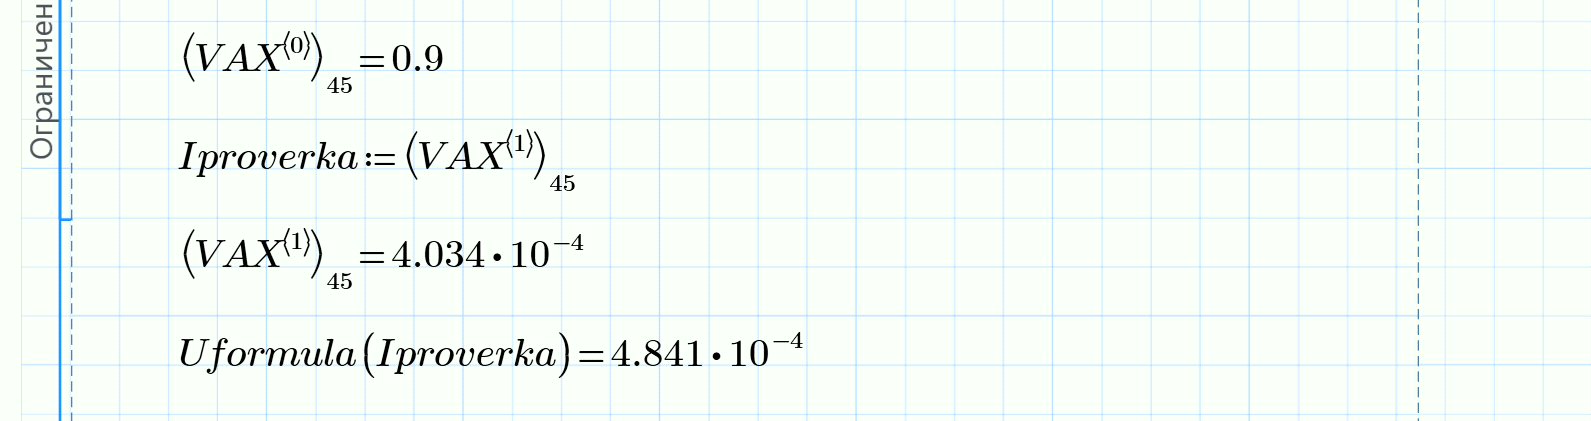 Ограничен
(VAX⟨0⟩)45 = 0.9
Iproverka := (VAX⟨1⟩)45
(VAX⟨1⟩)45 = 4.034 • 10⁻⁴
Uformula(Iproverka) = 4.841 • 10⁻⁴